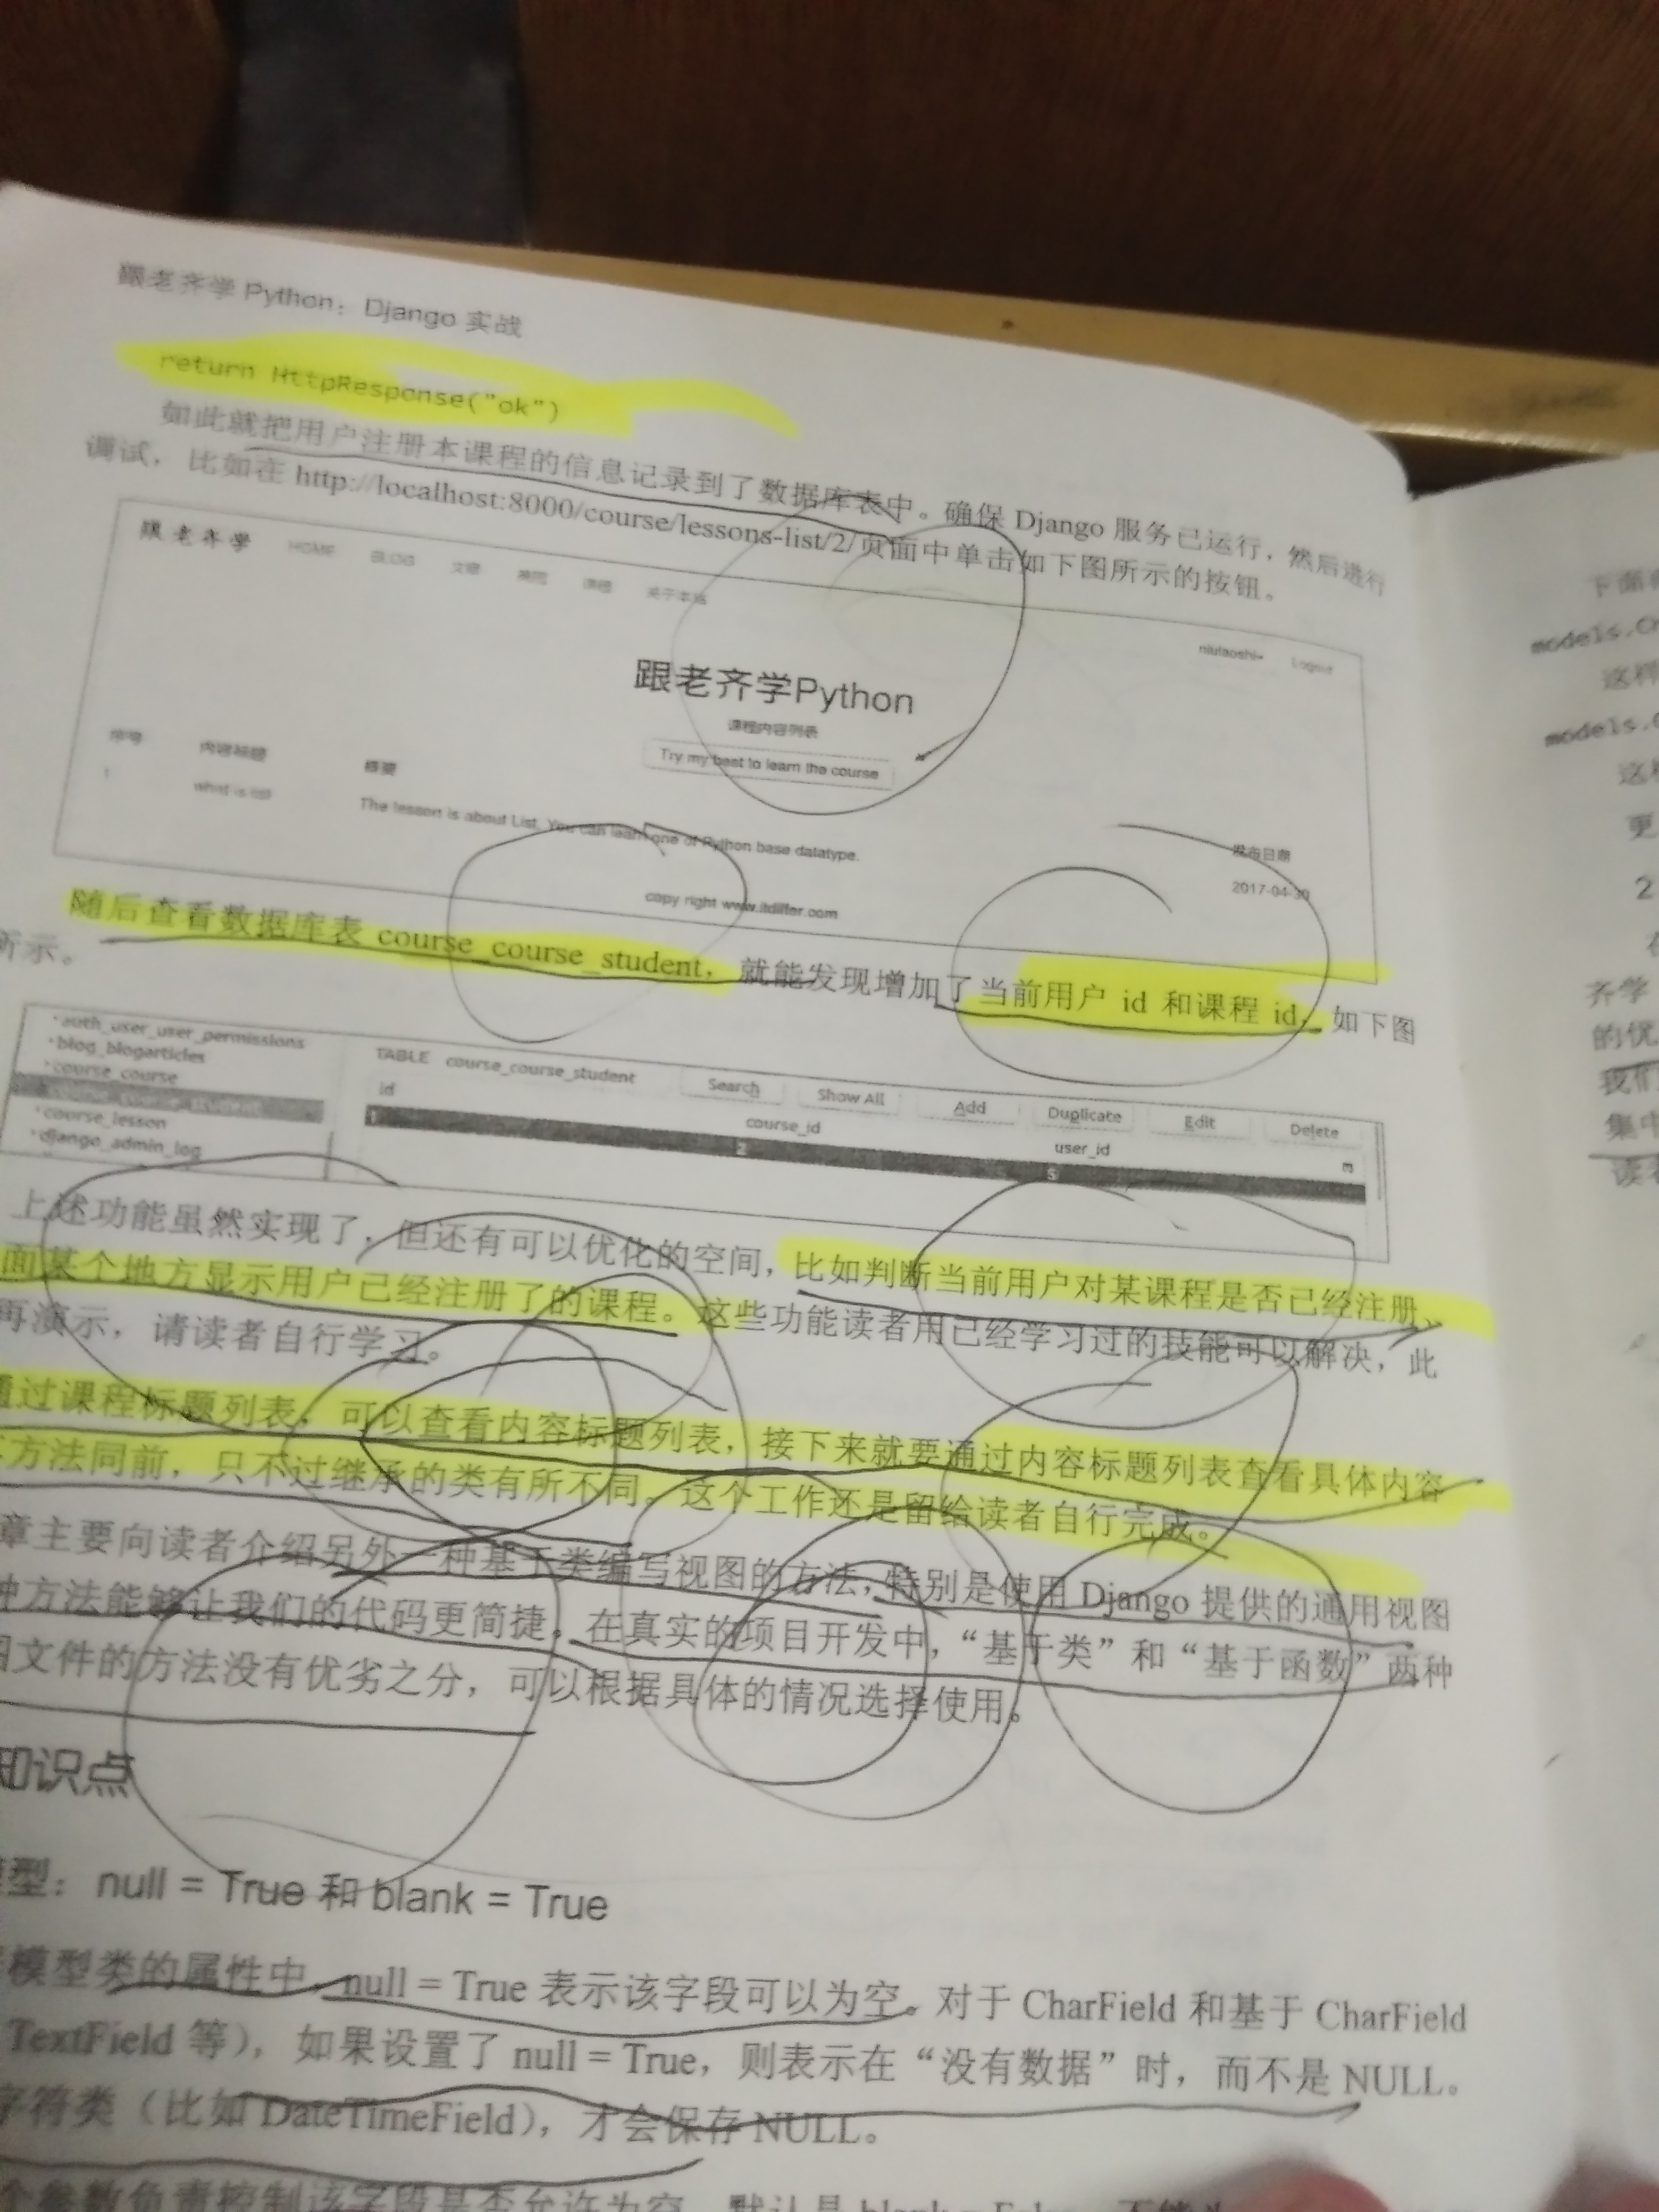 跟老齐学 Python：Django 实战
return HttpResponse("ok")
如此就把用户注册本课程的信息记录到了数据库表中。确保 Django 服务已运行，然后进行
调试，比如在 http://localhost:8000/course/lessons-list/2/页面中单击如下图所示的按钮。
跟老齐学 HOME BLOG 文章 关于本站
niulaoshi Logout
跟老齐学Python
课程内容列表
Try my best to learn the course
序号 内容标题 概要 发布日期
1 what is list The lesson is about List. You can learn one of Python base datatype. 2017-04-30
copy right www.itdiffer.com
随后查看数据库表 course_course_student，就能发现增加了当前用户 id 和课程 id，如下图
所示。
auth_user_user_permissions
blog_blogarticles
course_course
course_lesson
django_admin_log
TABLE course_course_student Search Show All Add Duplicate Edit Delete
id course_id user_id
1 2 5
上述功能虽然实现了，但还有可以优化的空间，比如判断当前用户对某课程是否已经注册、
面某个地方显示用户已经注册了的课程。这些功能读者用已经学习过的技能可以解决，此
再演示，请读者自行学习。
通过课程标题列表，可以查看内容标题列表，接下来就要通过内容标题列表查看具体内容
方法同前，只不过继承的类有所不同。这个工作还是留给读者自行完成。
章主要向读者介绍另外一种基于类编写视图的方法，特别是使用 Django 提供的通用视图
种方法能够让我们的代码更简捷。在真实的项目开发中，“基于类”和“基于函数”两种
图文件的方法没有优劣之分，可以根据具体的情况选择使用。
知识点
型：null = True 和 blank = True
模型类的属性中，null = True 表示该字段可以为空。对于 CharField 和基于 CharField
TextField 等），如果设置了 null = True，则表示在“没有数据”时，而不是 NULL。
字符类（比如 DateTimeField），才会保存 NULL。
个参数负责控制该字段是否允许为空，默认是 blank = False，不能为
下面
models.C
这样
models.
这样
更
2
在
齐学
的优
我们
集中
读者